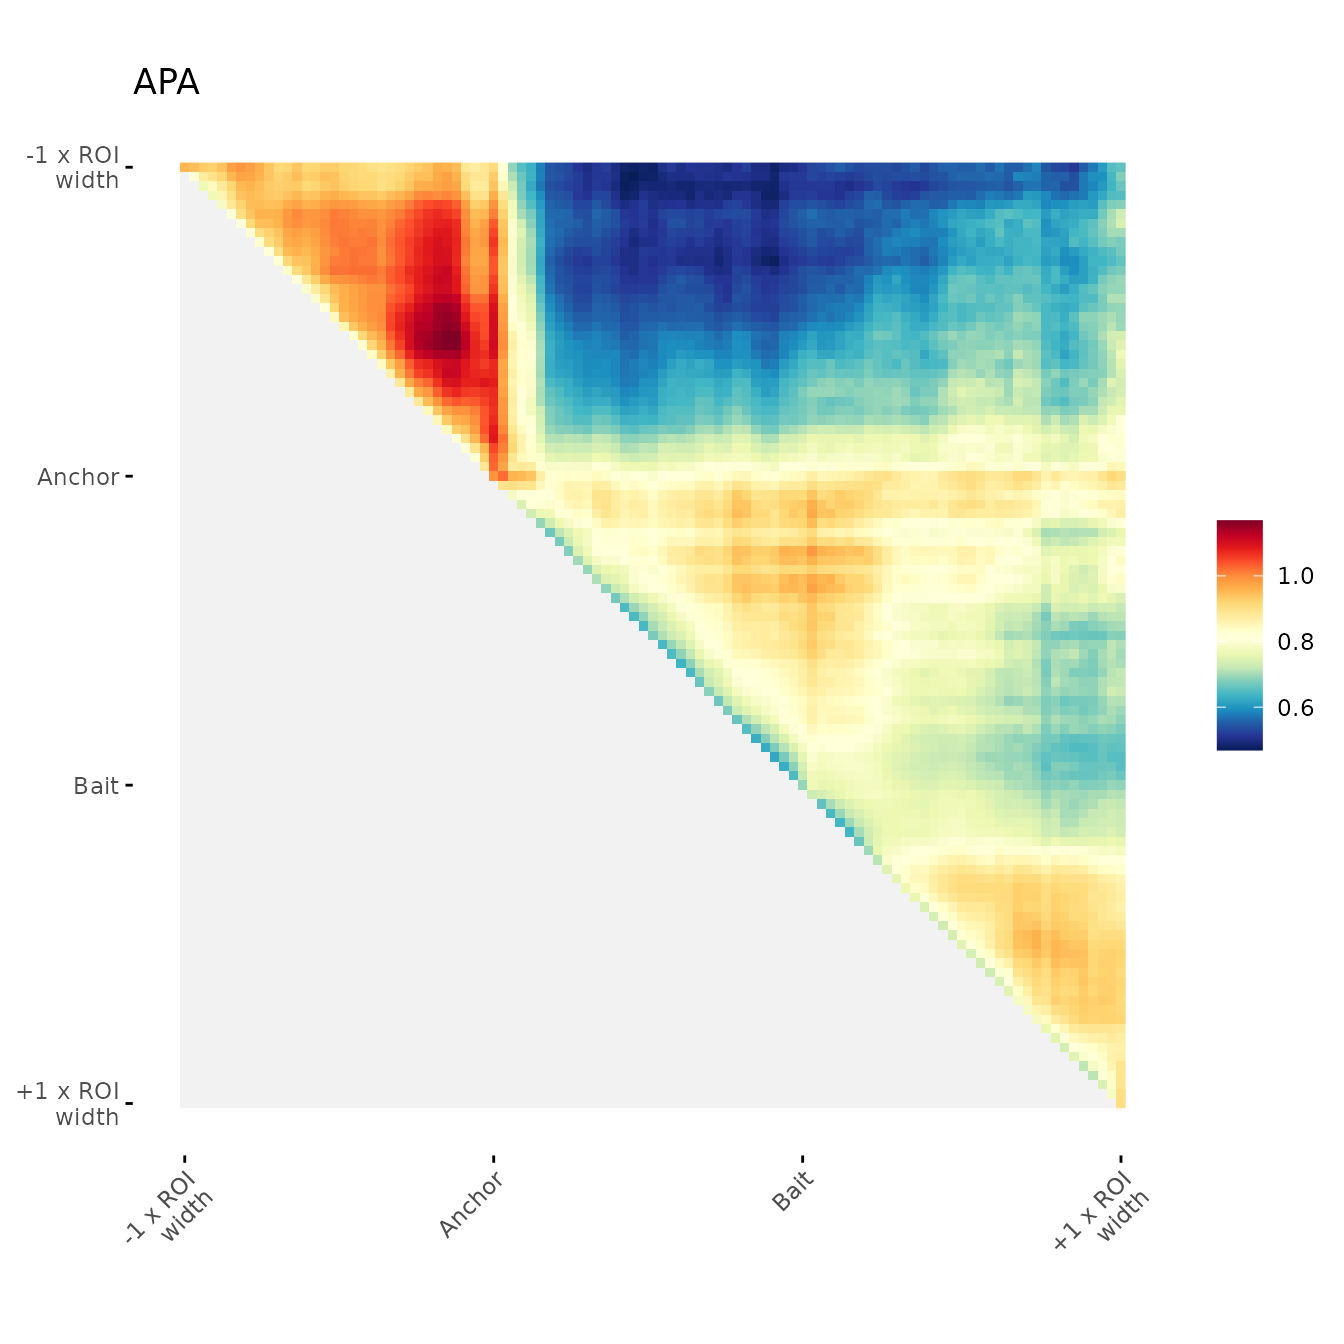 APA
-1 x ROI
width
Anchor
Bait
+1 x ROI
width
1.0
0.8
0.6
-1 x ROI
width
Anchor
Bait
+1 x ROI
width